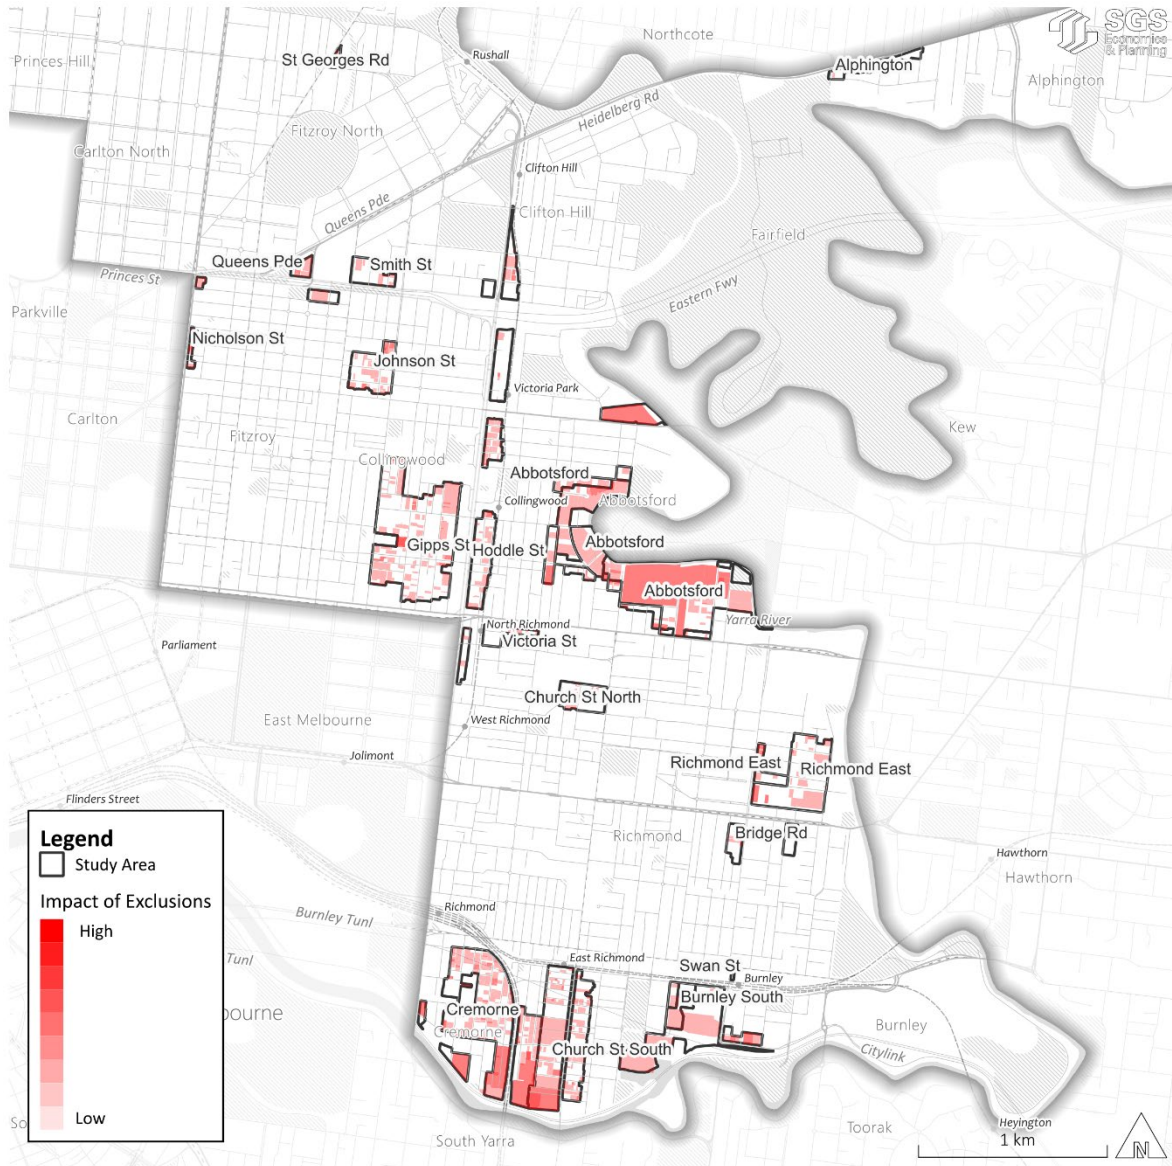 SGS
Economics
& Planning
Northcote
Rushall
St Georges Rd
Princes Hill
Alphington
Alphington
Heidelberg Rd
Fitzroy North
Carlton North
Clifton Hill
Queens Pde
Clifton Hill
Fairfield
Queens Pde
Smith St
Princes St
Eastern Fwy
Parkville
Nicholson St
Johnson St
Victoria Park
Carlton
Kew
Fitzroy
Collingwood
Abbotsford
Collingwood
Abbotsford
Gipps St
Hoddle St
Abbotsford
Abbotsford
Yarra River
North Richmond
Victoria St
Parliament
Church St North
East Melbourne
West Richmond
Jolimont
Richmond East
Richmond East
Flinders Street
Richmond
Bridge Rd
Hawthorn
Hawthorn
Legend
Study Area
Impact of Exclusions
High
Low
Richmond
Burnley Tunl
Tunl
East Richmond
Swan St
Burnley
Burnley South
Cremorne
Cremorne
bourne
Church St South
Burnley
Citylink
So
South Yarra
Toorak
Heyington
1 km
N